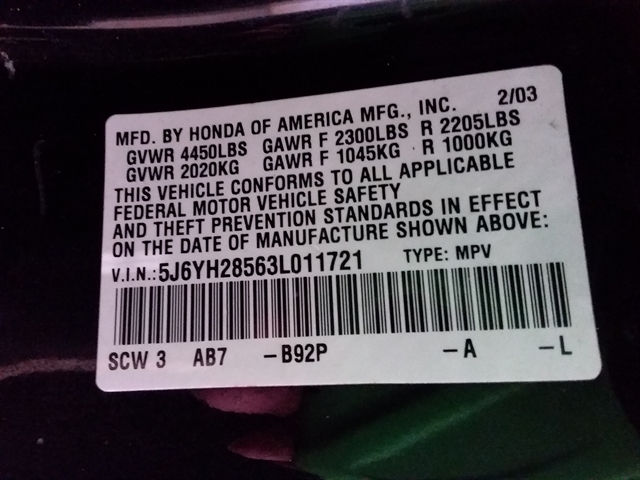 MFD. BY HONDA OF AMERICA MFG., INC. 2/03
GVWR 4450LBS GAWR F 2300LBS R 2205LBS
GVWR 2020KG GAWR F 1045KG R 1000KG
THIS VEHICLE CONFORMS TO ALL APPLICABLE
FEDERAL MOTOR VEHICLE SAFETY
AND THEFT PREVENTION STANDARDS IN EFFECT
ON THE DATE OF MANUFACTURE SHOWN ABOVE:
V.I.N.:5J6YH28563L011721 TYPE: MPV
SCW 3 AB7 -B92P -A -L